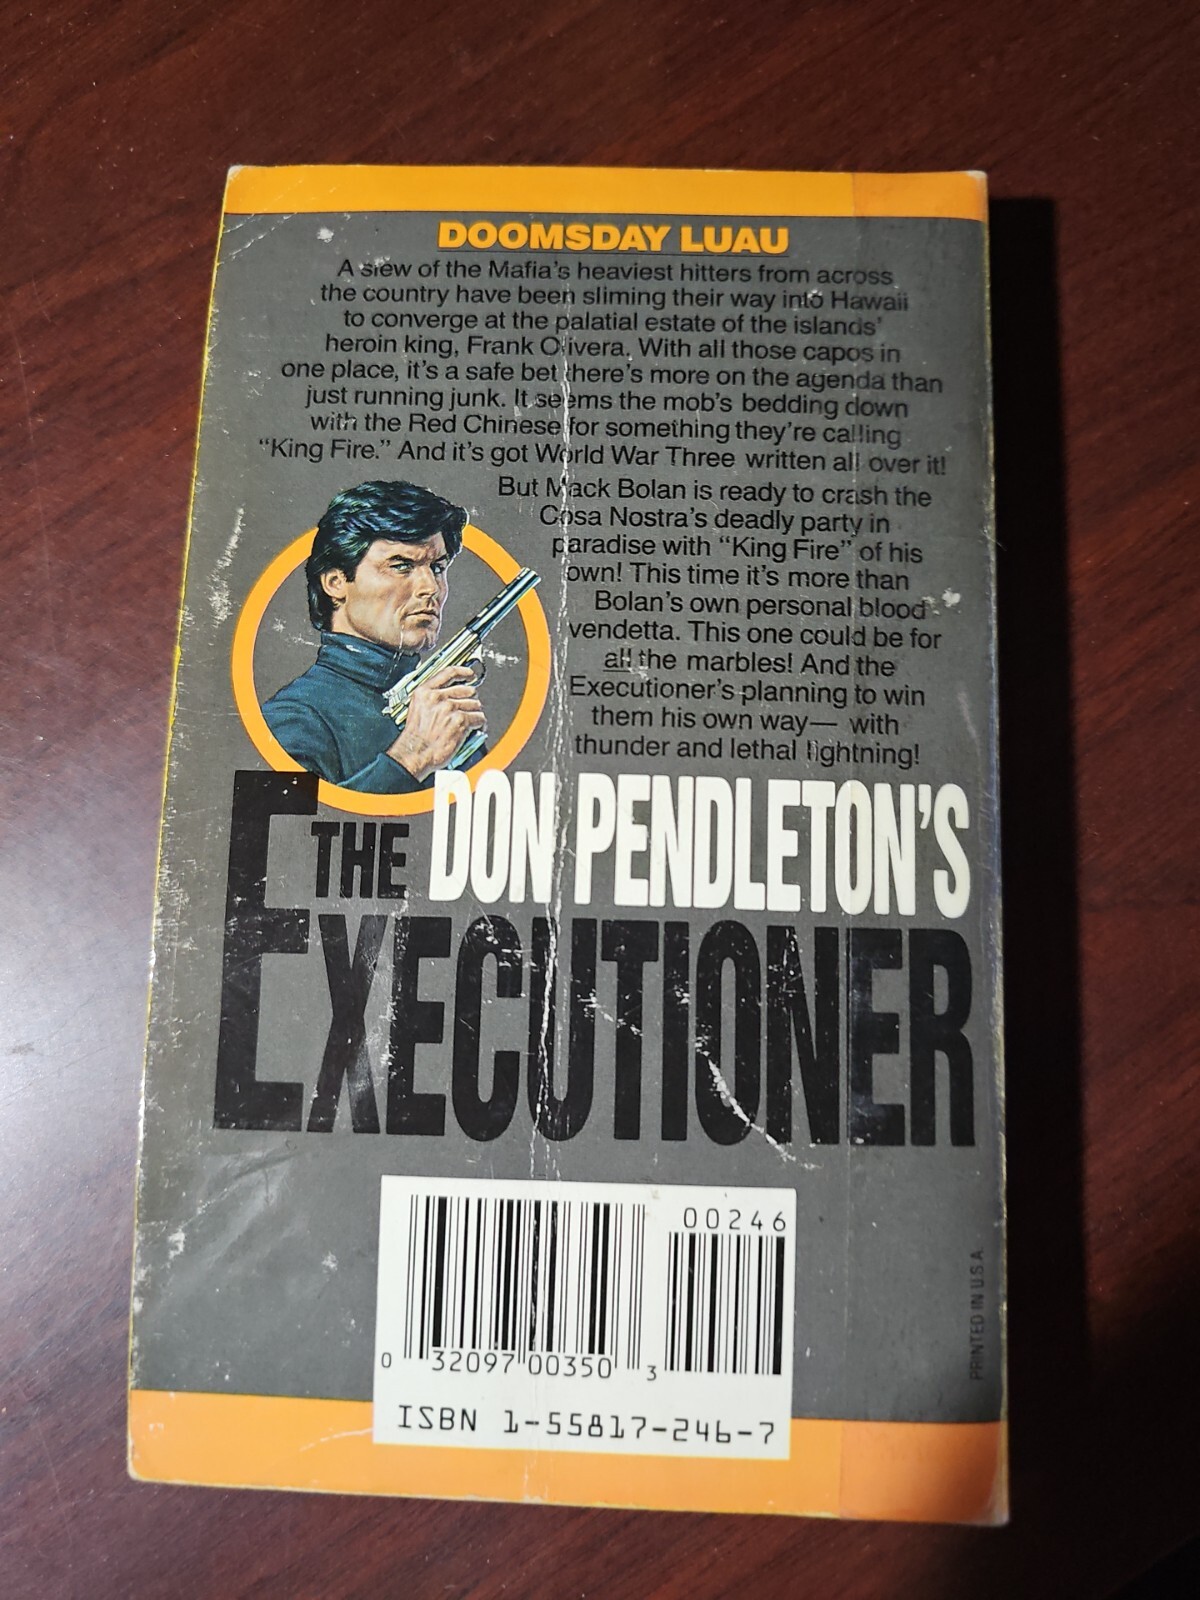 DOOMSDAY LUAU
A slew of the Mafia's heaviest hitters from across
the country have been sliming their way into Hawaii
to converge at the palatial estate of the islands'
heroin king, Frank Olivera. With all those capos in
one place, it's a safe bet there's more on the agenda than
just running junk. It seems the mob's bedding down
with the Red Chinese for something they're calling
"King Fire." And it's got World War Three written all over it!
But Mack Bolan is ready to crash the
Cosa Nostra's deadly party in
paradise with "King Fire" of his
own! This time it's more than
Bolan's own personal blood
vendetta. This one could be for
all the marbles! And the
Executioner's planning to win
them his own way— with
thunder and lethal lightning!
DON PENDLETON'S
THE
EXECUTIONER
00246
0 32097 00350 3
ISBN 1-55817-246-7
PRINTED IN U.S.A.